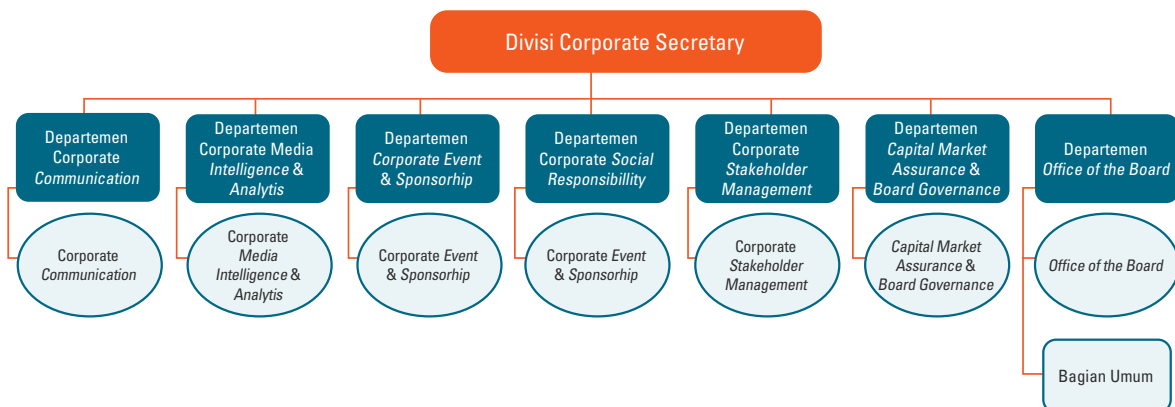 Divisi Corporate Secretary
Departemen
Corporate
Communication
Departemen
Corporate Media
Intelligence &
Analytis
Departemen
Corporate Event
& Sponsorhip
Departemen
Corporate Social
Responsibillity
Departemen
Corporate
Stakeholder
Management
Departemen
Capital Market
Assurance &
Board Governance
Departemen
Office of the Board
Corporate
Communication
Corporate
Media
Intelligence &
Analytis
Corporate Event
& Sponsorhip
Corporate Event
& Sponsorhip
Corporate
Stakeholder
Management
Capital Market
Assurance &
Board Governance
Office of the Board
Bagian Umum